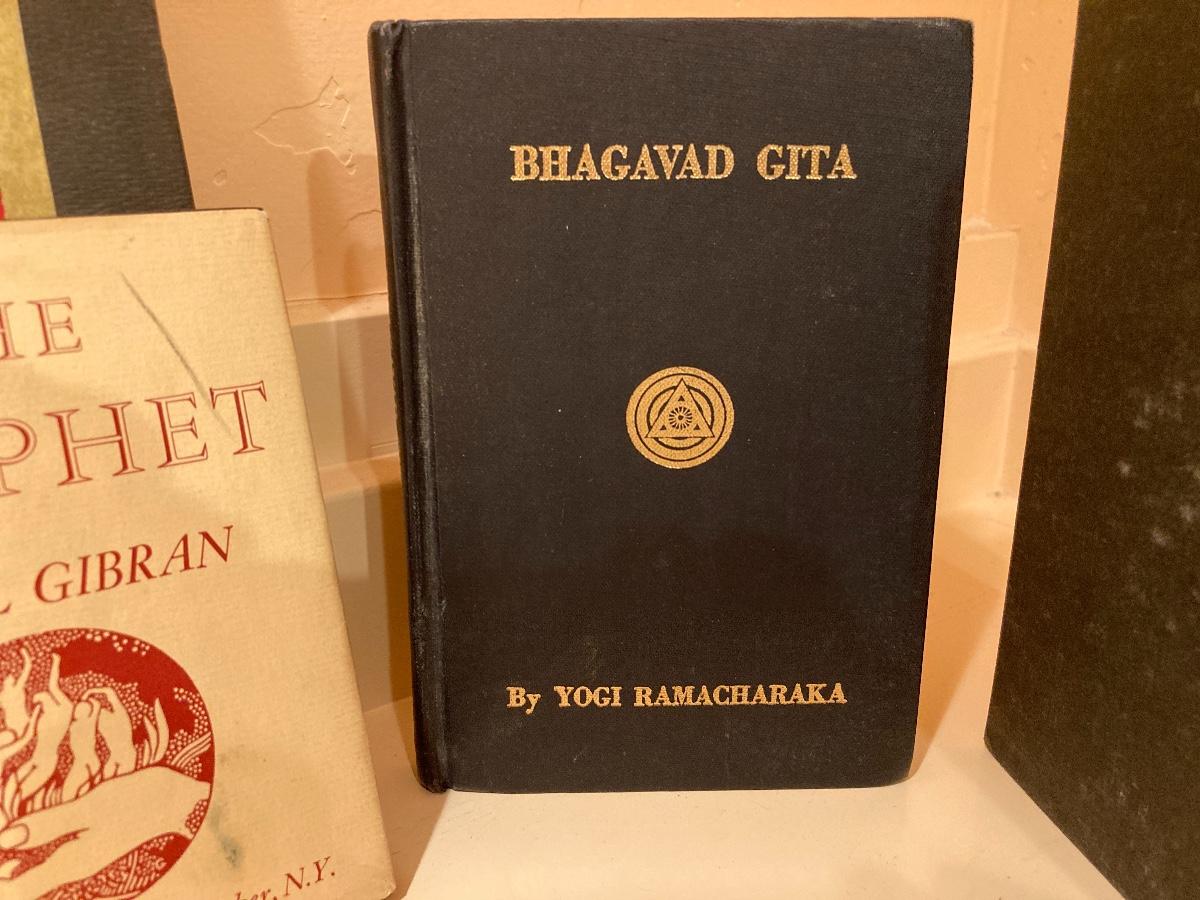 BHAGAVAD GITA
By YOGI RAMACHARAKA
HE
PHET
GIBRAN
N.Y.